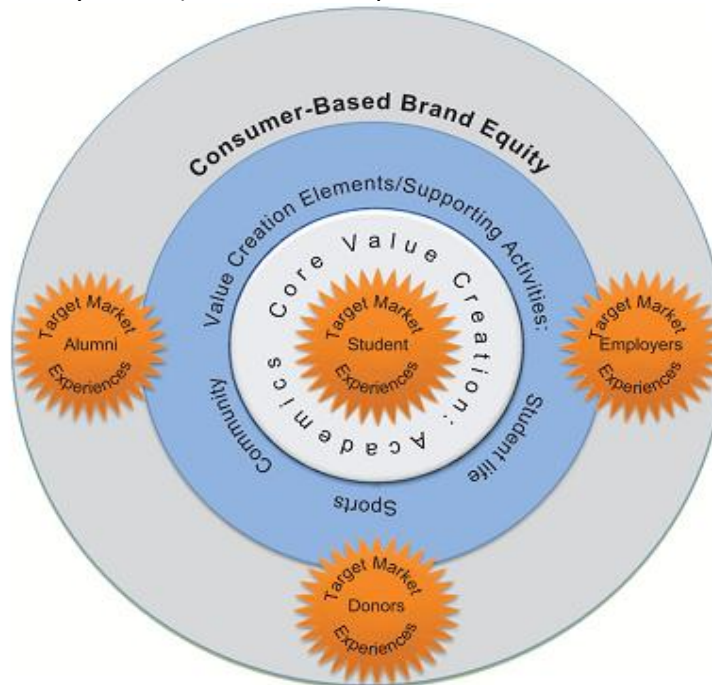 Consumer-Based Brand Equity
Value Creation Elements/Supporting Activities:
Student life
Sports
Community
Core Value Creation: Academics
Target Market
Student
Experiences
Target Market
Alumni
Experiences
Target Market
Employers
Experiences
Target Market
Donors
Experiences